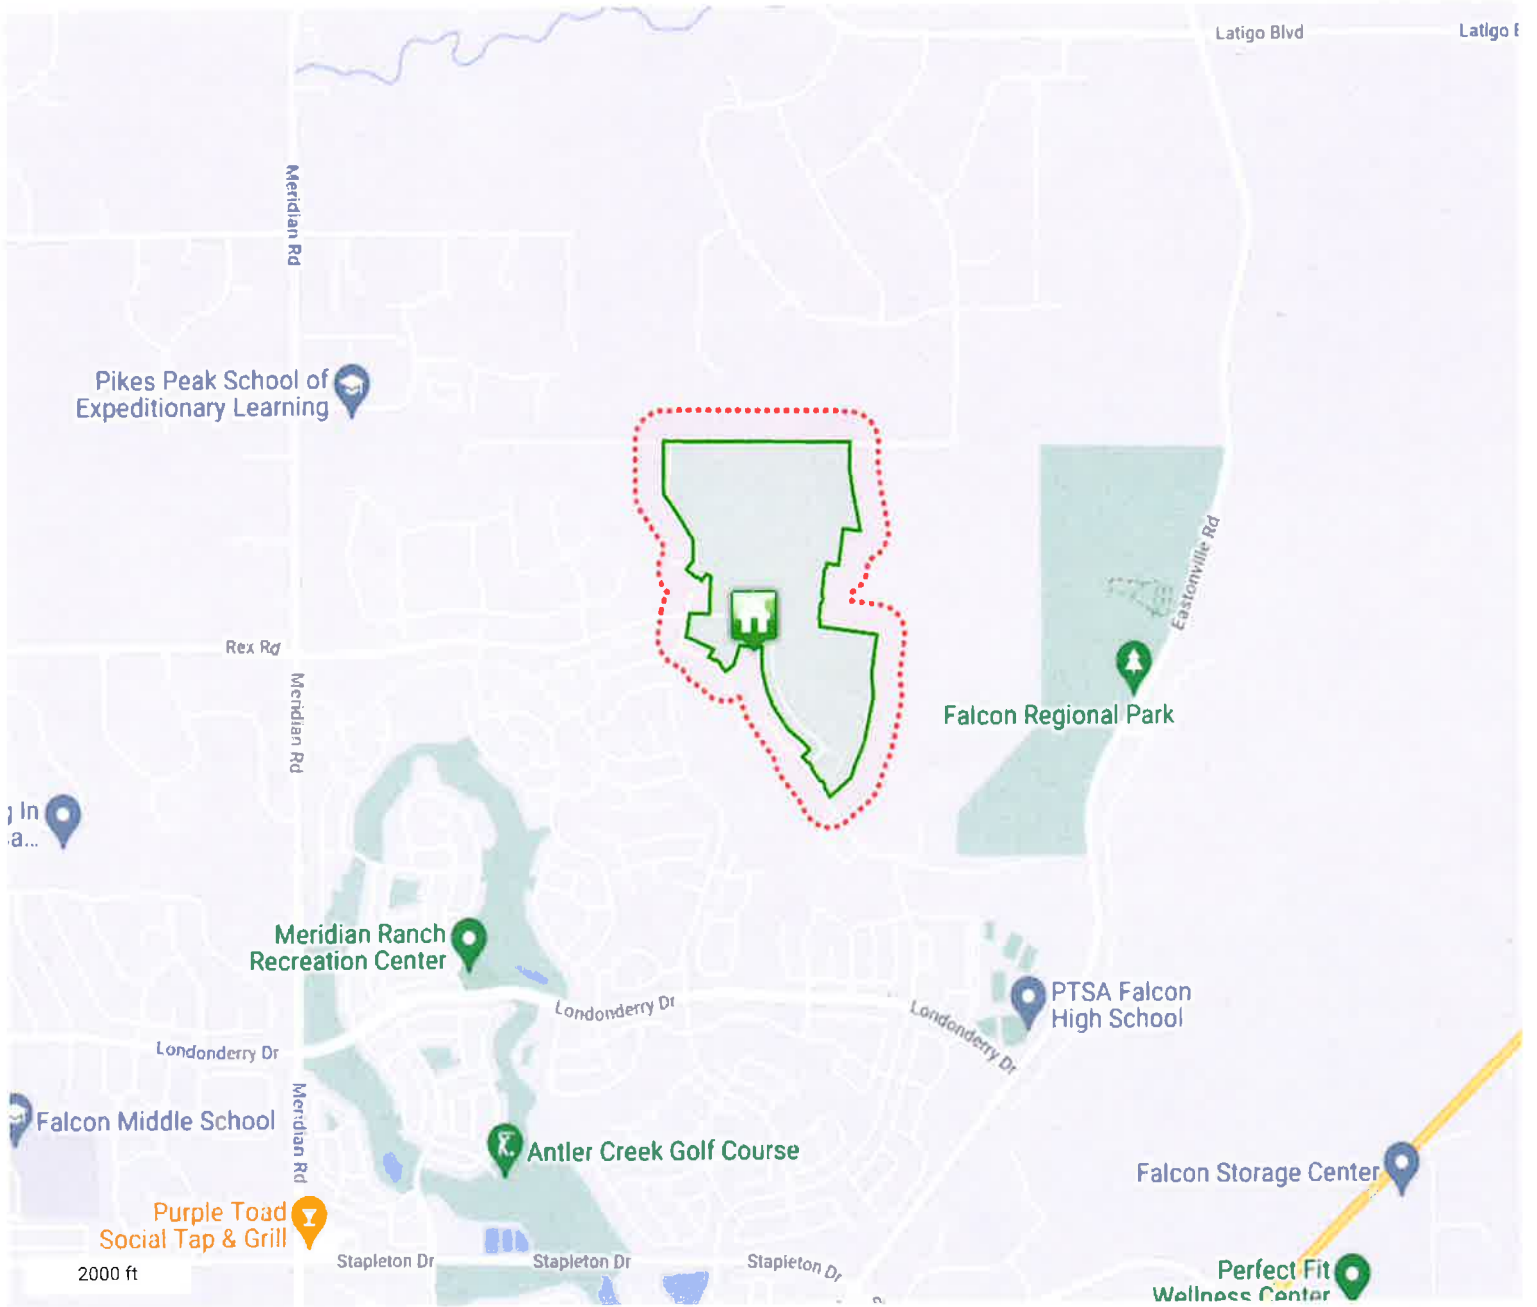 Latigo Blvd
Latigo B
Meridian Rd
Pikes Peak School of
Expeditionary Learning
Eastonville Rd
Rex Rd
Meridian Rd
Falcon Regional Park
g In
a...
Meridian Ranch
Recreation Center
Londonderry Dr
PTSA Falcon
High School
Londonderry Dr
Londonderry Dr
Meridian Rd
Falcon Middle School
Antler Creek Golf Course
Falcon Storage Center
Purple Toad
Social Tap & Grill
Stapleton Dr
Stapleton Dr
Stapleton Dr
2000 ft
Perfect Fit
Wellness Center